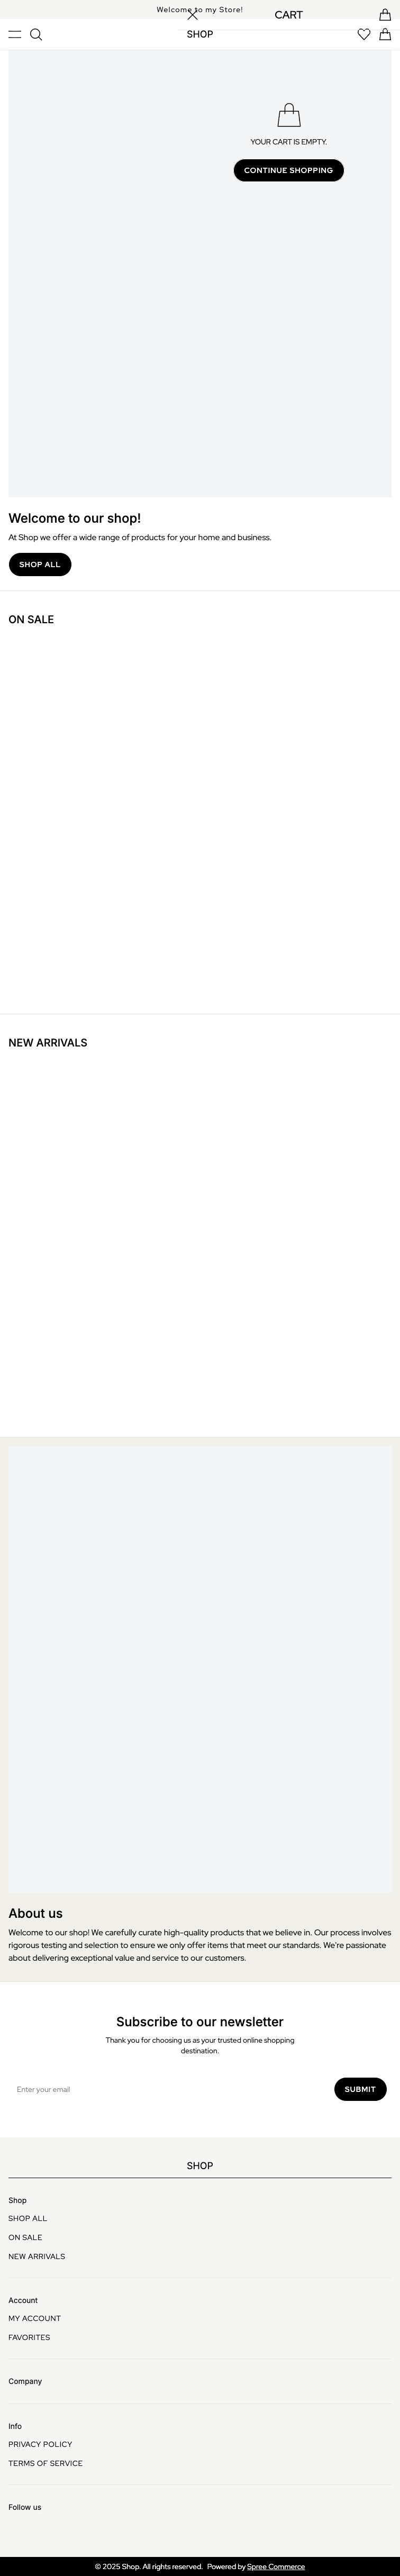 Welcome to my Store!
CART
SHOP
YOUR CART IS EMPTY.
CONTINUE SHOPPING
Welcome to our shop!
At Shop we offer a wide range of products for your home and business.
SHOP ALL
ON SALE
NEW ARRIVALS
About us
Welcome to our shop! We carefully curate high-quality products that we believe in. Our process involves
rigorous testing and selection to ensure we only offer items that meet our standards. We're passionate
about delivering exceptional value and service to our customers.
Subscribe to our newsletter
Thank you for choosing us as your trusted online shopping
destination.
Enter your email
SUBMIT
SHOP
Shop
SHOP ALL
ON SALE
NEW ARRIVALS
Account
MY ACCOUNT
FAVORITES
Company
Info
PRIVACY POLICY
TERMS OF SERVICE
Follow us
© 2025 Shop. All rights reserved. Powered by Spree Commerce